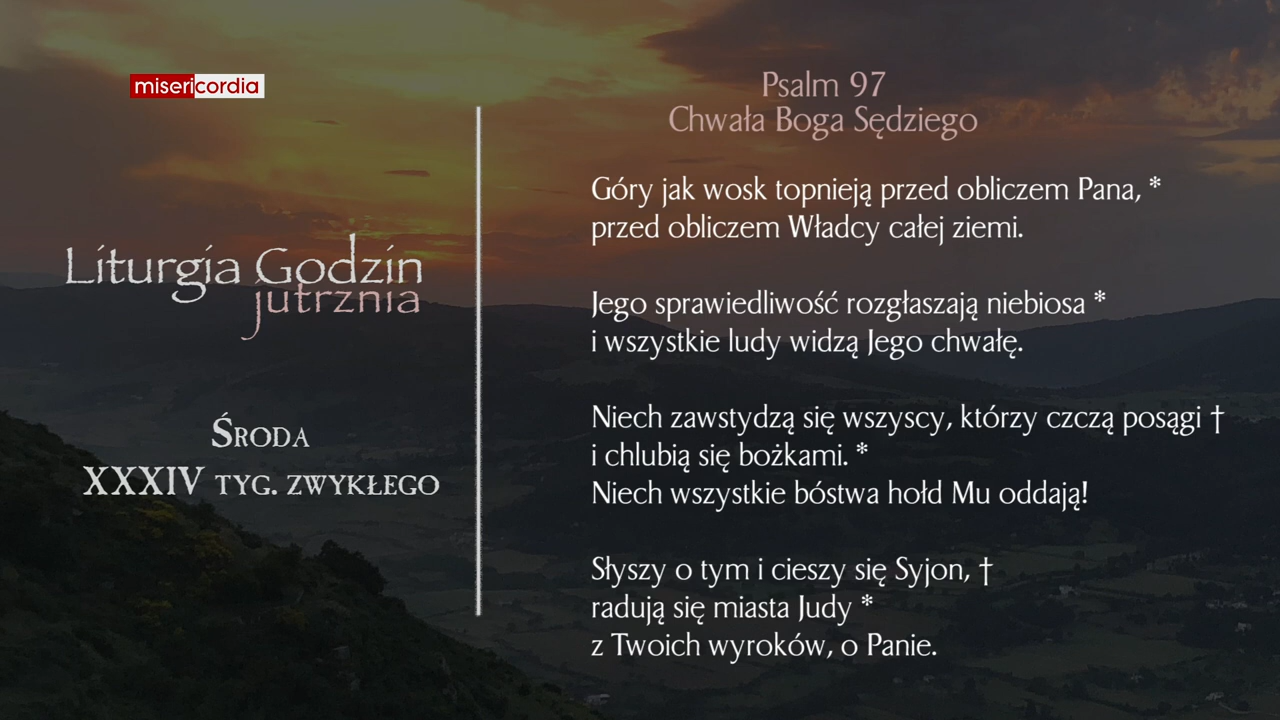 misericordia
Liturgia Godzin
jutrznia
Środa
XXXIV tyg. zwykłego
Psalm 97
Chwała Boga Sędziego
Góry jak wosk topnieją przed obliczem Pana, *
przed obliczem Władcy całej ziemi.
Jego sprawiedliwość rozgłaszają niebiosa *
i wszystkie ludy widzą Jego chwałę.
Niech zawstydzą się wszyscy, którzy czczą posągi †
i chlubią się bożkami. *
Niech wszystkie bóstwa hołd Mu oddają!
Słyszy o tym i cieszy się Syjon, †
radują się miasta Judy *
z Twoich wyroków, o Panie.